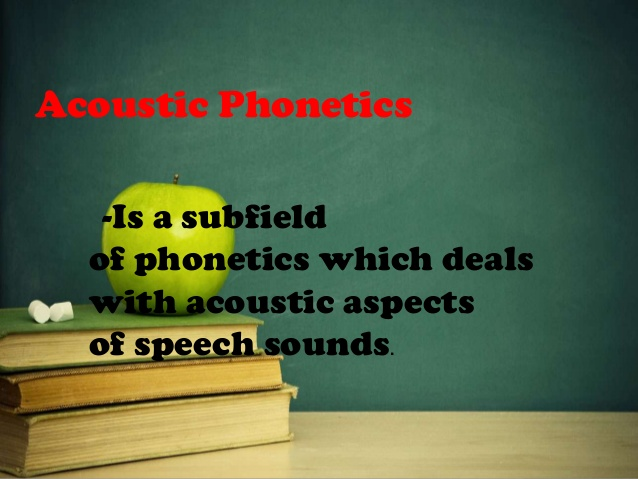 Acoustic Phonetics
-Is a subfield
of phonetics which deals
with acoustic aspects
of speech sounds.